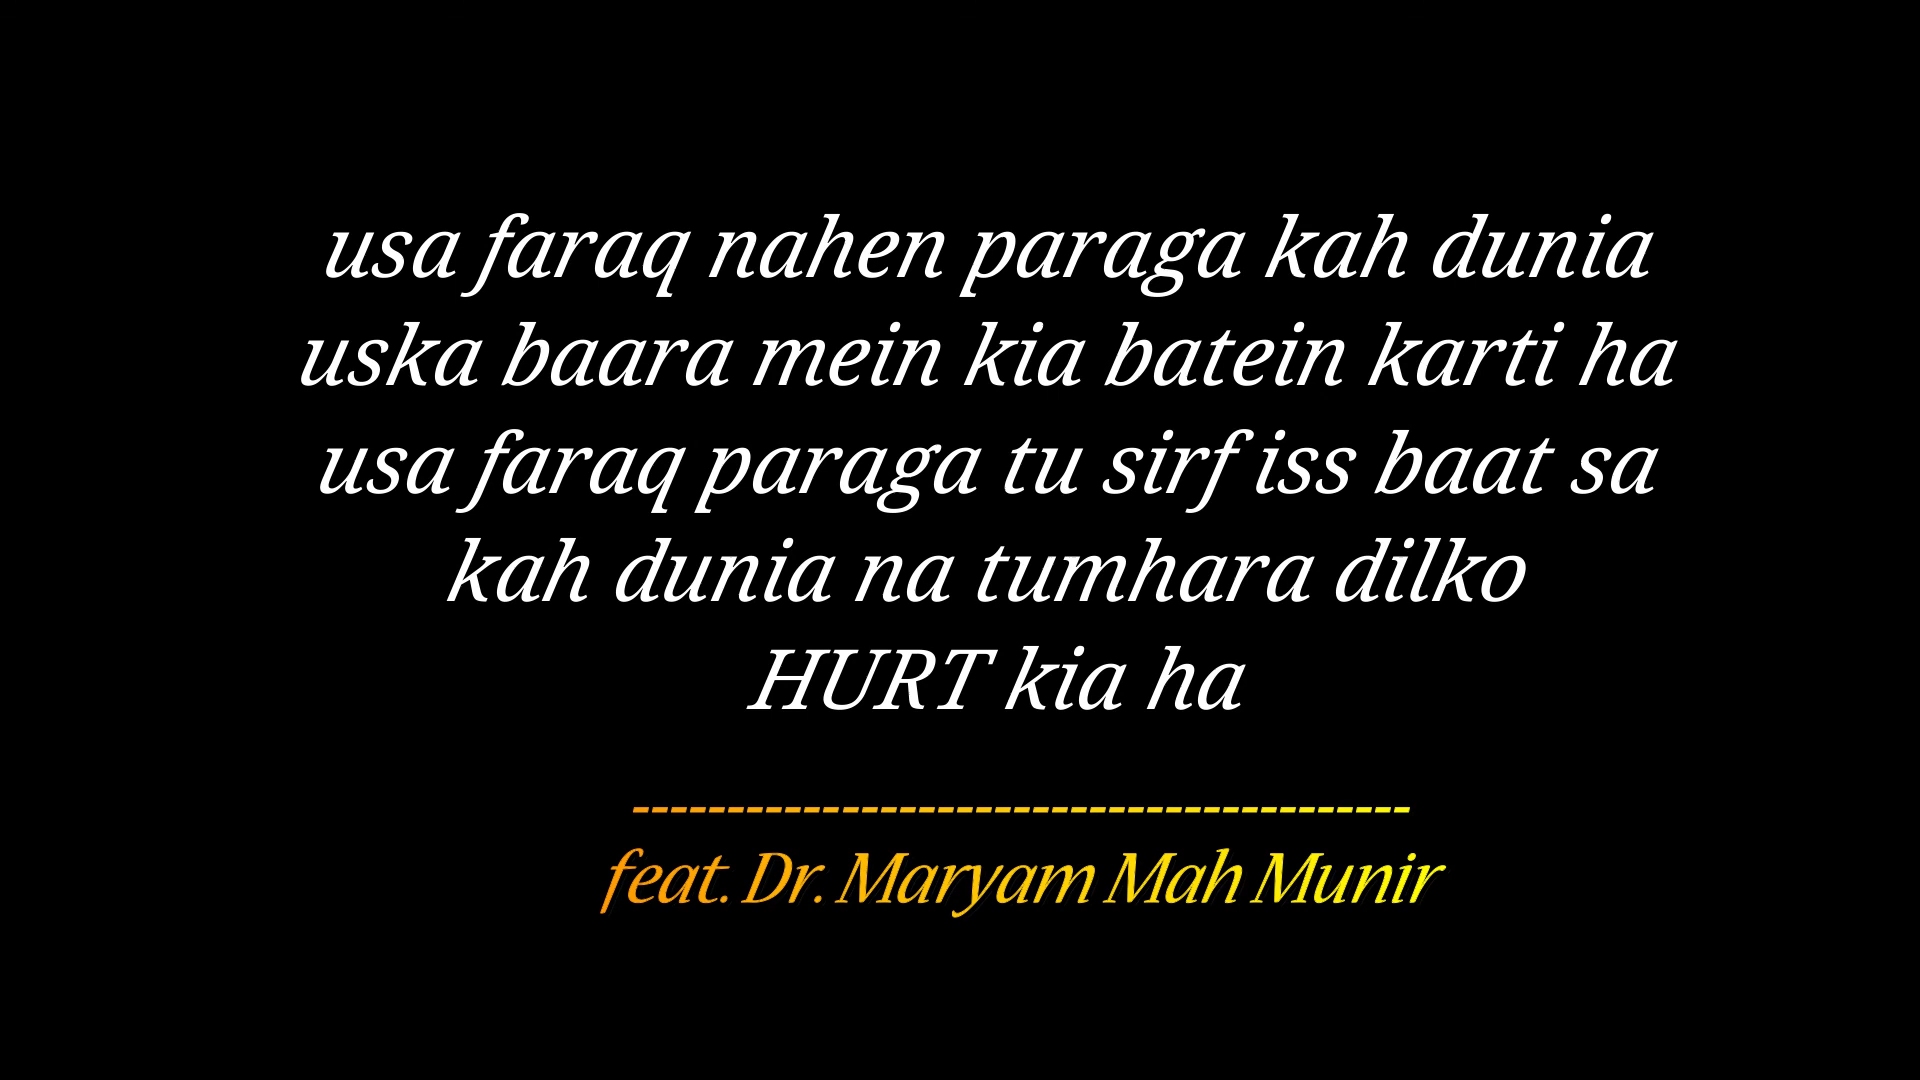 usa faraq nahen paraga kah dunia
uska baara mein kia batein karti ha
usa faraq paraga tu sirf iss baat sa
kah dunia na tumhara dilko
HURT kia ha
-----------------------------------------
feat. Dr. Maryam Mah Munir